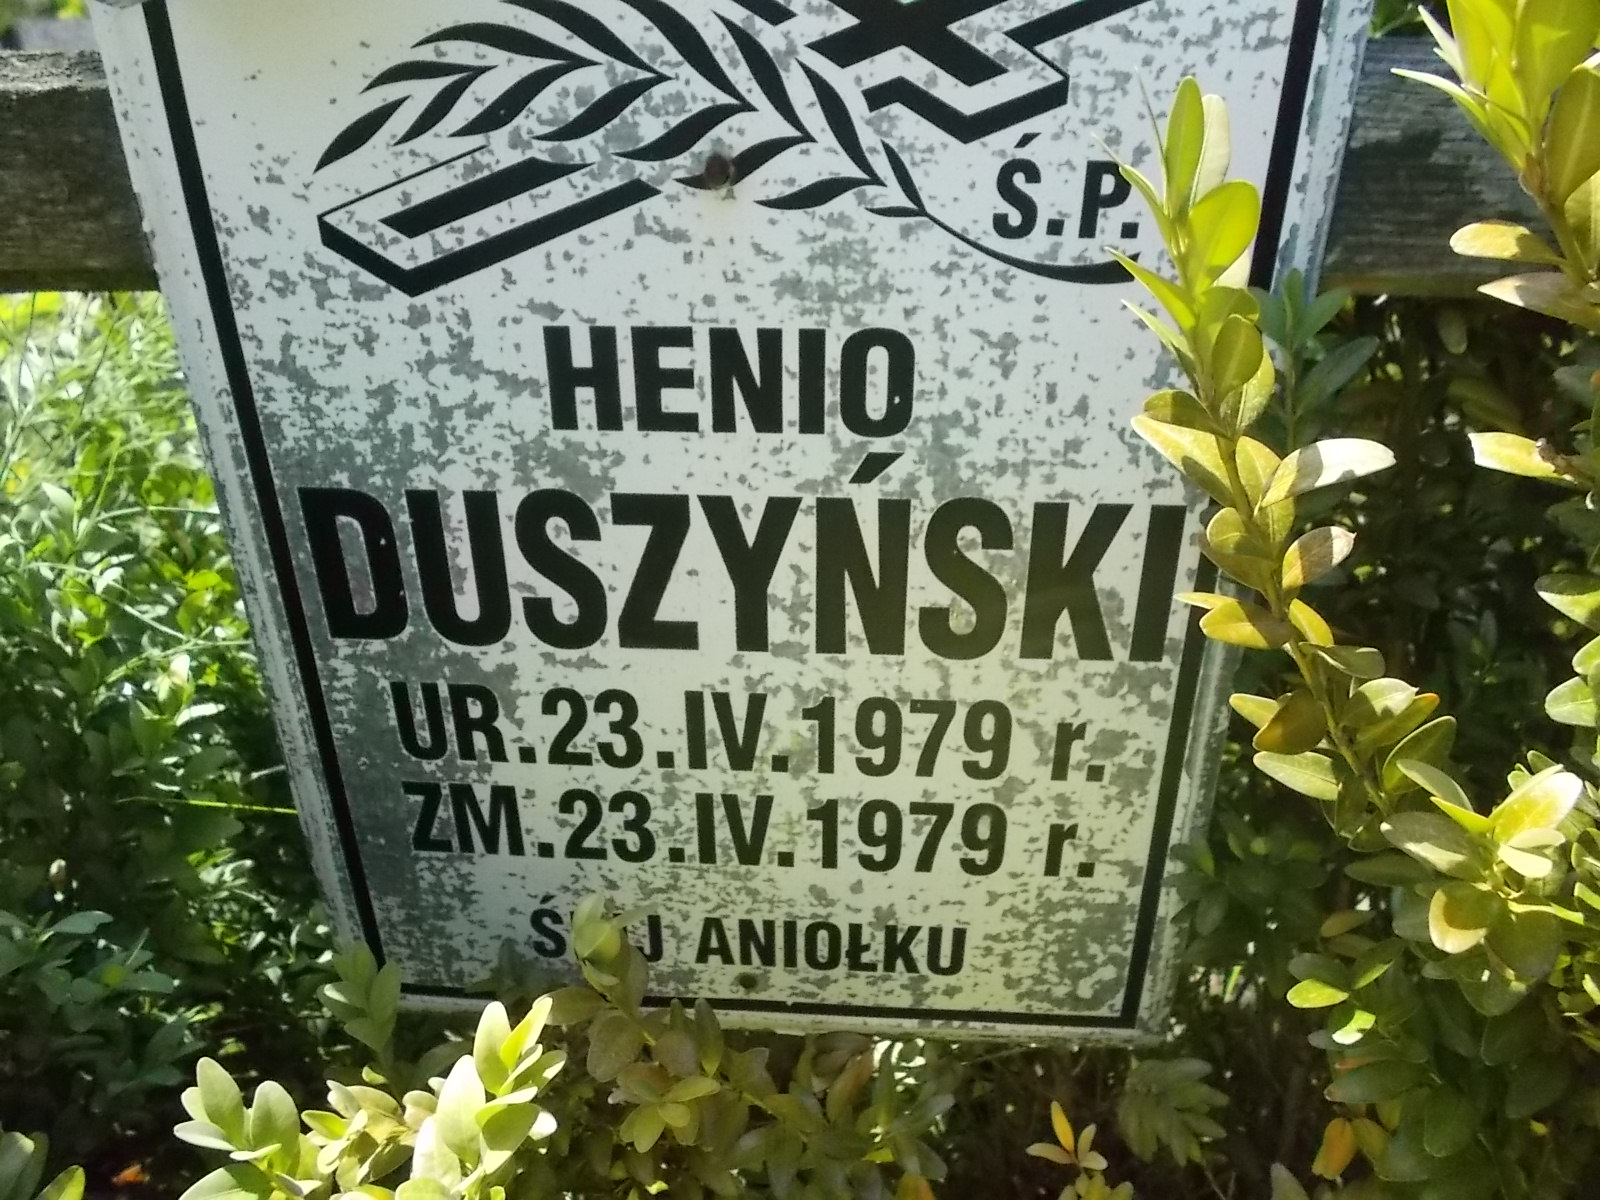 Ś.P.
HENIO
DUSZYŃSKI
UR.23.IV.1979 r.
ZM.23.IV.1979 r.
ANIOŁKU